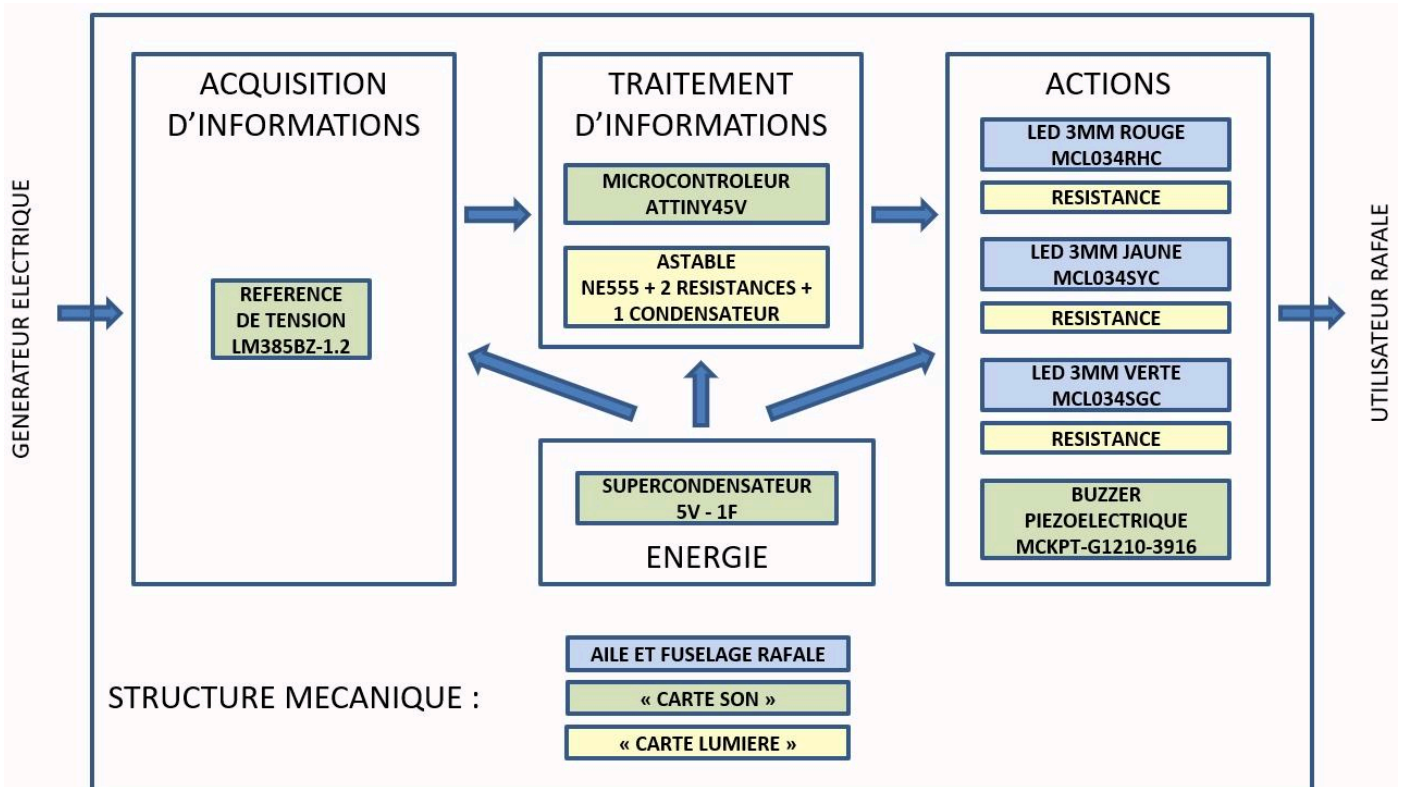 GENERATEUR ELECTRIQUE
ACQUISITION
D’INFORMATIONS
REFERENCE
DE TENSION
LM385BZ-1.2
TRAITEMENT
D’INFORMATIONS
MICROCONTROLEUR
ATTINY45V
ASTABLE
NE555 + 2 RESISTANCES +
1 CONDENSATEUR
SUPERCONDENSATEUR
5V - 1F
ENERGIE
ACTIONS
LED 3MM ROUGE
MCL034RHC
RESISTANCE
LED 3MM JAUNE
MCL034SYC
RESISTANCE
LED 3MM VERTE
MCL034SGC
RESISTANCE
BUZZER
PIEZOELECTRIQUE
MCKPT-G1210-3916
UTILISATEUR RAFALE
STRUCTURE MECANIQUE :
AILE ET FUSELAGE RAFALE
« CARTE SON »
« CARTE LUMIERE »